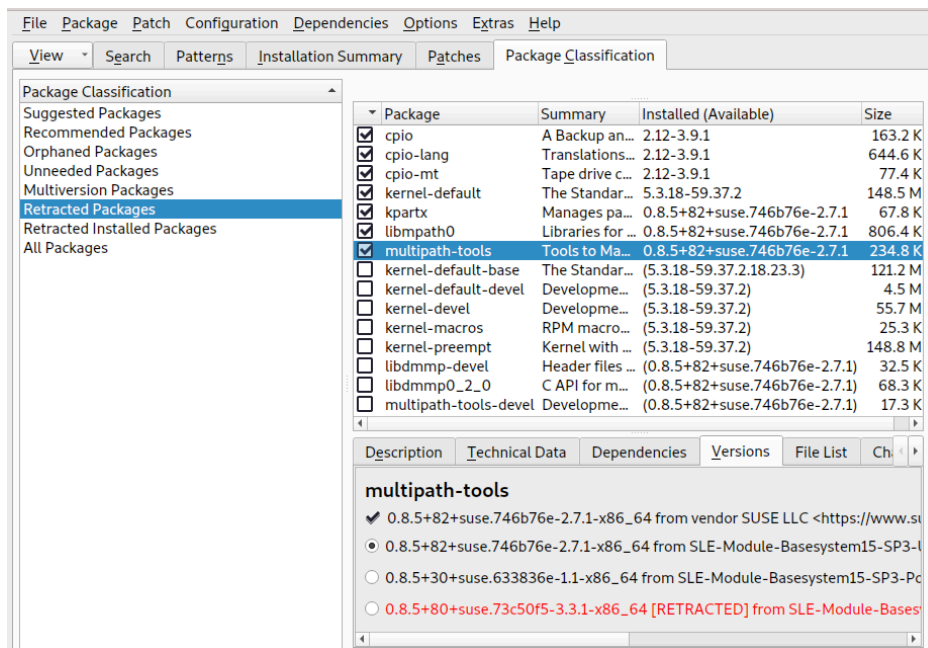 File Package Patch Configuration Dependencies Options Extras Help
View Search Patterns Installation Summary Patches Package Classification
Package Classification
Suggested Packages
Recommended Packages
Orphaned Packages
Unneeded Packages
Multiversion Packages
Retracted Packages
Retracted Installed Packages
All Packages
Package Summary Installed (Available) Size
cpio A Backup an... 2.12-3.9.1 163.2 K
cpio-lang Translations... 2.12-3.9.1 644.6 K
cpio-mt Tape drive c... 2.12-3.9.1 77.4 K
kernel-default The Standar... 5.3.18-59.37.2 148.5 M
kpartx Manages pa... 0.8.5+82+suse.746b76e-2.7.1 67.8 K
libmpath0 Libraries for ... 0.8.5+82+suse.746b76e-2.7.1 806.4 K
multipath-tools Tools to Ma... 0.8.5+82+suse.746b76e-2.7.1 234.8 K
kernel-default-base The Standar... (5.3.18-59.37.2.18.23.3) 121.2 M
kernel-default-devel Developme... (5.3.18-59.37.2) 4.5 M
kernel-devel Developme... (5.3.18-59.37.2) 55.7 M
kernel-macros RPM macro... (5.3.18-59.37.2) 25.3 K
kernel-preempt Kernel with ... (5.3.18-59.37.2) 148.8 M
libdmmp-devel Header files ... (0.8.5+82+suse.746b76e-2.7.1) 32.5 K
libdmmp0_2_0 C API for m... (0.8.5+82+suse.746b76e-2.7.1) 68.3 K
multipath-tools-devel Developme... (0.8.5+82+suse.746b76e-2.7.1) 17.3 K
Description Technical Data Dependencies Versions File List
multipath-tools
0.8.5+82+suse.746b76e-2.7.1-x86_64 from vendor SUSE LLC <https://www.su
0.8.5+82+suse.746b76e-2.7.1-x86_64 from SLE-Module-Basesystem15-SP3-
0.8.5+30+suse.633836e-1.1-x86_64 from SLE-Module-Basesystem15-SP3-Po
0.8.5+80+suse.73c50f5-3.3.1-x86_64 [RETRACTED] from SLE-Module-Bases